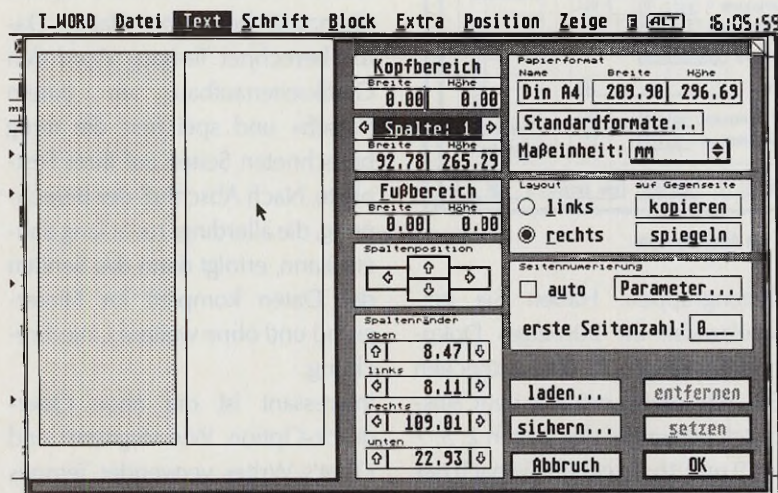 T_WORD Datei Text Schrift Block Extra Position Zeige ALT 16:05:59
Kopfbereich
Breite Höhe
0.00 0.00
Spalte: 1
Breite Höhe
92.78 265.29
Fußbereich
Breite Höhe
0.00 0.00
Spaltenposition
Spaltenränder
oben
8.47
links
8.11
rechts
109.01
unten
22.93
Papierformat
Name Breite Höhe
Din A4 209.90 296.69
Standardformate...
Maßeinheit: mm
Layout auf Gegenseite
links kopieren
rechts spiegeln
Seitennumerierung
auto Parameter...
erste Seitenzahl: 0
laden... entfernen
sichern... setzen
Abbruch OK